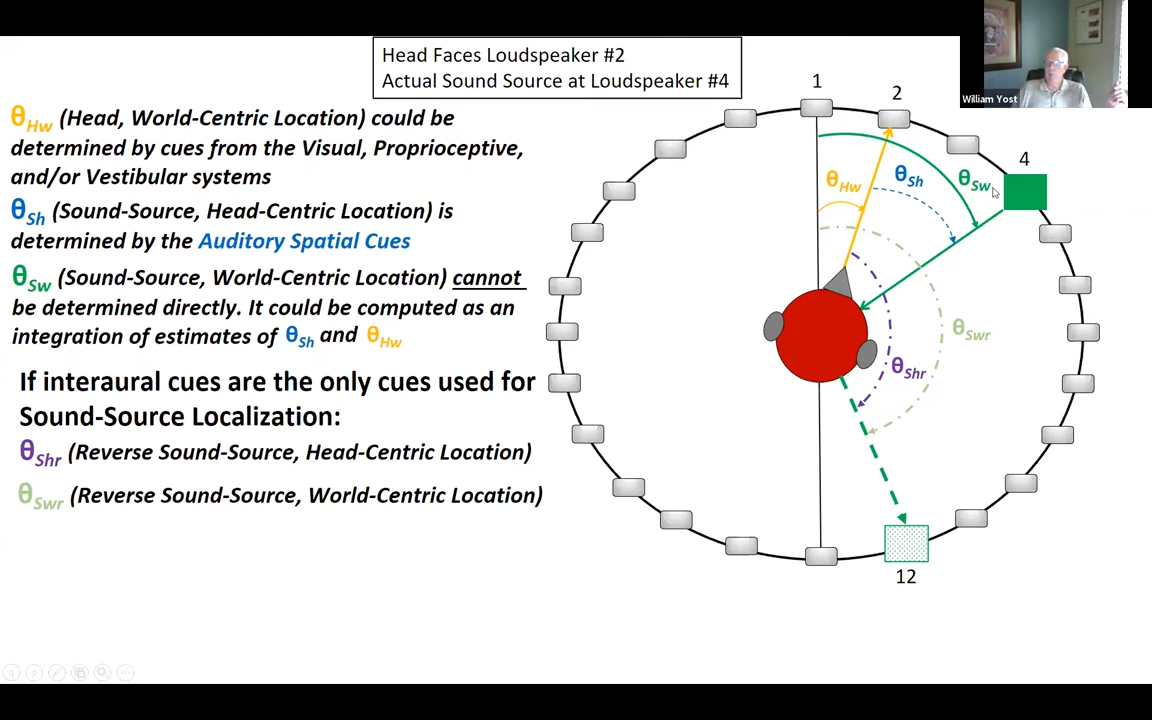 Head Faces Loudspeaker #2
Actual Sound Source at Loudspeaker #4
William Yost
θHw (Head, World-Centric Location) could be
determined by cues from the Visual, Proprioceptive,
and/or Vestibular systems
θSh (Sound-Source, Head-Centric Location) is
determined by the Auditory Spatial Cues
θSw (Sound-Source, World-Centric Location) cannot
be determined directly. It could be computed as an
integration of estimates of θSh and θHw
If interaural cues are the only cues used for
Sound-Source Localization:
θShr (Reverse Sound-Source, Head-Centric Location)
θSwr (Reverse Sound-Source, World-Centric Location)
1
2
4
θHw
θSh
θSw
θSwr
θShr
12